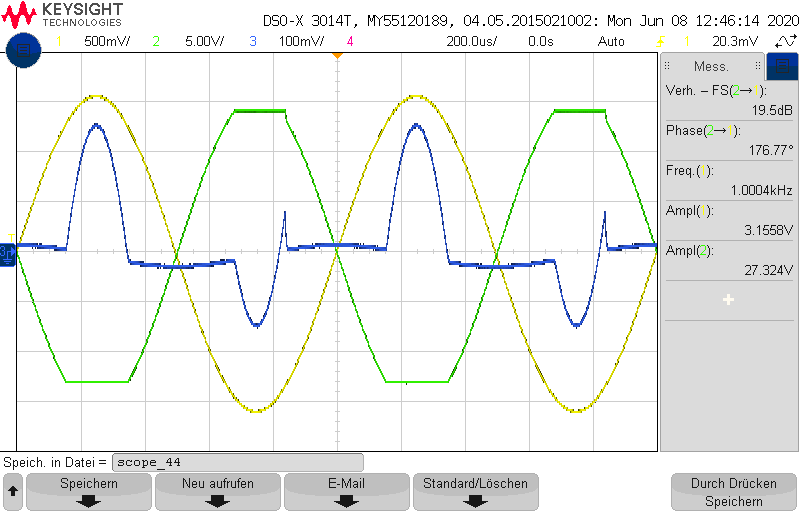 KEYSIGHT
TECHNOLOGIES
DSO-X 3014T, MY55120189, 04.05.2015021002: Mon Jun 08 12:46:14 2020
1 500mV/ 2 5.00V/ 3 100mV/ 4 200.0us/ 0.0s Auto 1 20.3mV
Mess.
Verh. – FS(2→1):
19.5dB
Phase(2→1):
176.77°
Freq.(1):
1.0004kHz
Ampl(1):
3.1558V
Ampl(2):
27.324V
3
Speich. in Datei = scope_44
Speichern
Neu aufrufen
E-Mail
Standard/Löschen
Durch Drücken
Speichern